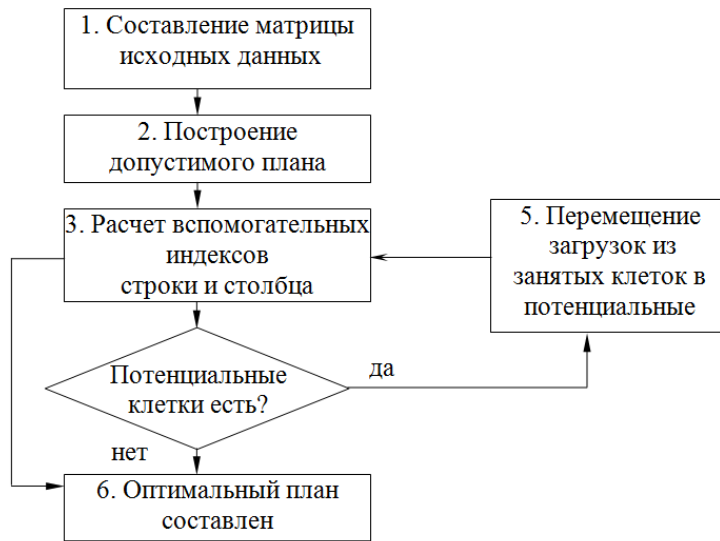 1. Составление матрицы
исходных данных
2. Построение
допустимого плана
3. Расчет вспомогательных
индексов
строки и столбца
5. Перемещение
загрузок из
занятых клеток в
потенциальные
Потенциальные
клетки есть?
да
нет
6. Оптимальный план
составлен